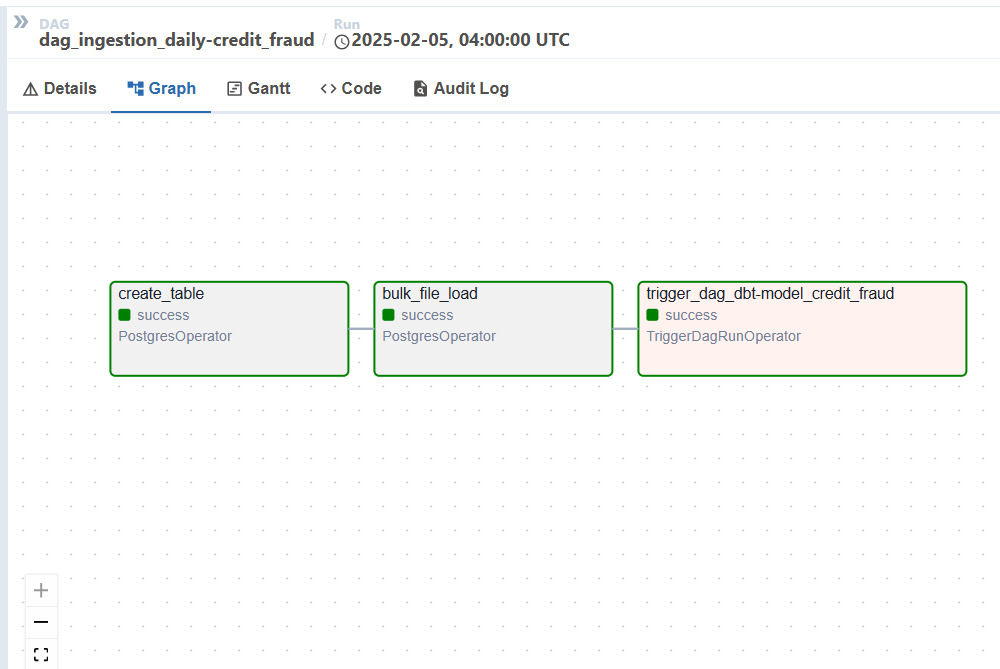 DAG
dag_ingestion_daily-credit_fraud
/
Run
2025-02-05, 04:00:00 UTC
Details
Graph
Gantt
Code
Audit Log
create_table
success
PostgresOperator
bulk_file_load
success
PostgresOperator
trigger_dag_dbt-model_credit_fraud
success
TriggerDagRunOperator